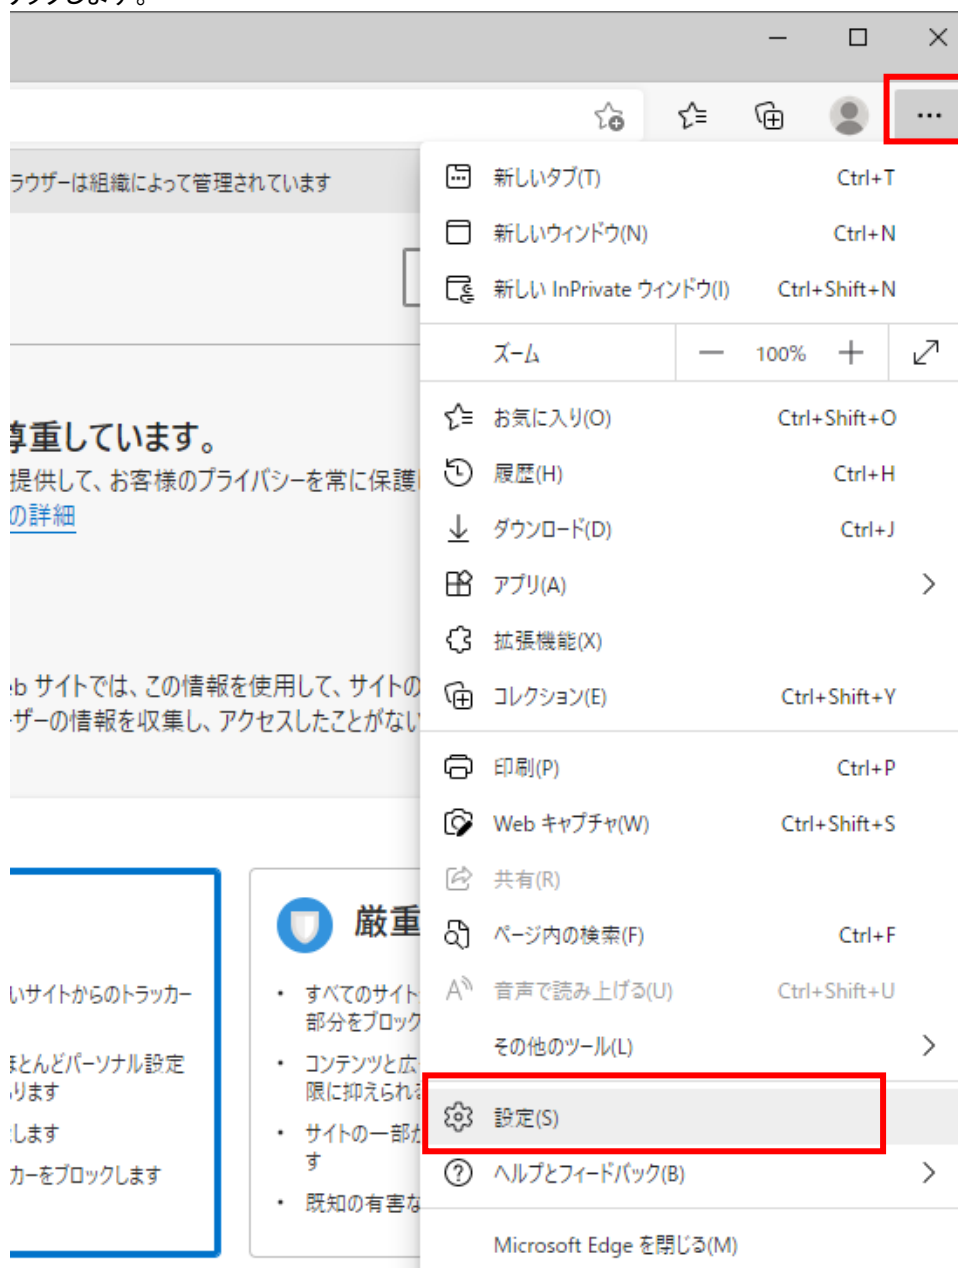 リックします。
ラウザーは組織によって管理されています
新しいタブ(T) Ctrl+T
新しいウィンドウ(N) Ctrl+N
新しい InPrivate ウィンドウ(I) Ctrl+Shift+N
ズーム 100%
お気に入り(O) Ctrl+Shift+O
履歴(H) Ctrl+H
ダウンロード(D) Ctrl+J
アプリ(A)
拡張機能(X)
コレクション(E) Ctrl+Shift+Y
印刷(P) Ctrl+P
Web キャプチャ(W) Ctrl+Shift+S
共有(R)
ページ内の検索(F) Ctrl+F
音声で読み上げる(U) Ctrl+Shift+U
その他のツール(L)
設定(S)
ヘルプとフィードバック(B)
Microsoft Edge を閉じる(M)
尊重しています。
提供して、お客様のプライバシーを常に保護
の詳細
eb サイトでは、この情報を使用して、サイトの
ーザーの情報を収集し、アクセスしたことがない
いサイトからのトラッカー
ほとんどパーソナル設定
ります
します
カーをブロックします
厳重
・ すべてのサイト
部分をブロック
・ コンテンツと広
限に抑えられ
・ サイトの一部が
す
・ 既知の有害な